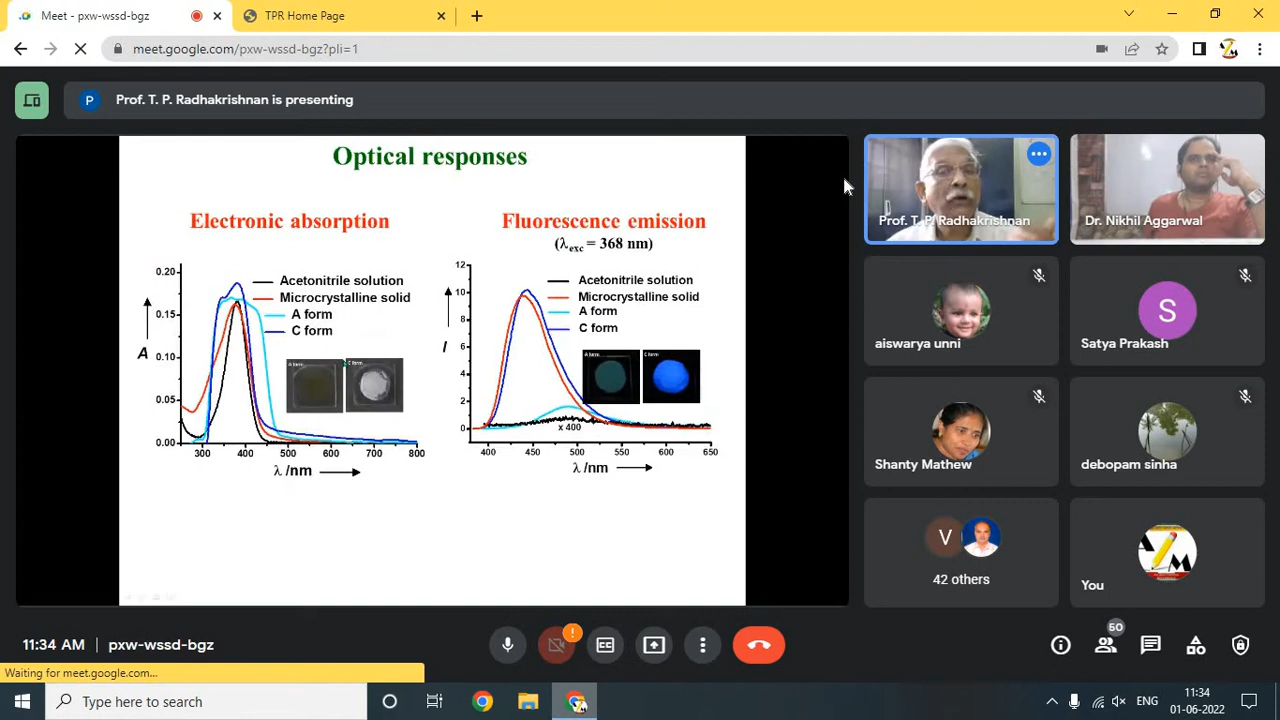 Meet - pxw-wssd-bgz
TPR Home Page
meet.google.com/pxw-wssd-bgz?pli=1
P
Prof. T. P. Radhakrishnan is presenting
Optical responses
Electronic absorption
0.20
0.15
0.10
0.05
0.00
A
Acetonitrile solution
Microcrystalline solid
A form
C form
A form
C form
300
400
500
600
700
800
λ /nm
Fluorescence emission
(λexc = 368 nm)
12
10
8
6
4
2
0
I
Acetonitrile solution
Microcrystalline solid
A form
C form
A form
C form
x 400
400
450
500
550
600
650
λ /nm
Prof. T. P. Radhakrishnan
Dr. Nikhil Aggarwal
aiswarya unni
S
Satya Prakash
Shanty Mathew
debopam sinha
V
42 others
You
11:34 AM | pxw-wssd-bgz
50
Waiting for meet.google.com...
Type here to search
ENG
11:34
01-06-2022